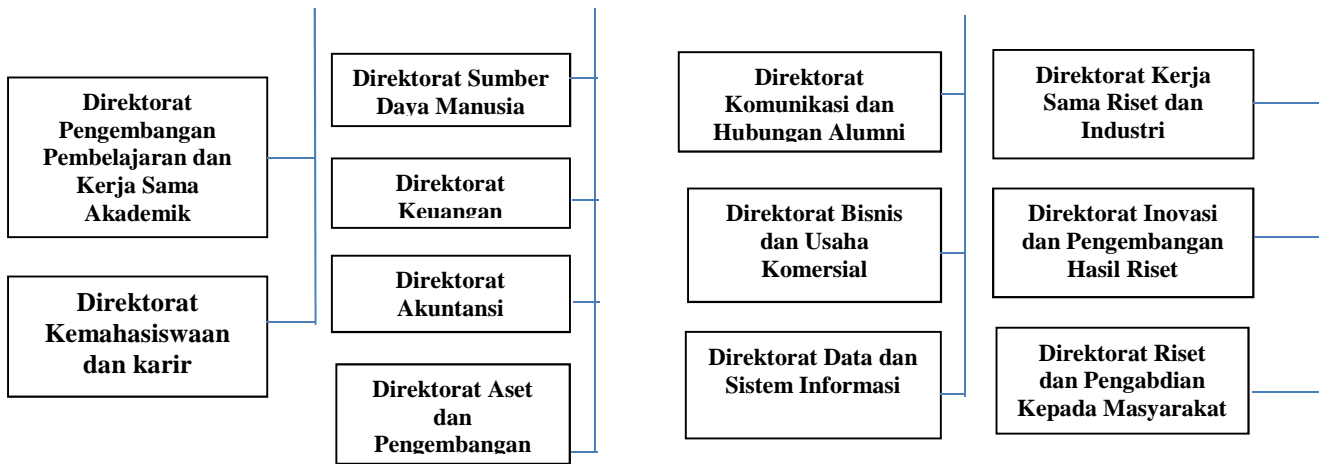 Direktorat
Pengembangan
Pembelajaran dan
Kerja Sama
Akademik
Direktorat
Kemahasiswaan
dan karir
Direktorat Sumber
Daya Manusia
Direktorat
Keuangan
Direktorat
Akuntansi
Direktorat Aset
dan
Pengembangan
Direktorat
Komunikasi dan
Hubungan Alumni
Direktorat Bisnis
dan Usaha
Komersial
Direktorat Data dan
Sistem Informasi
Direktorat Kerja
Sama Riset dan
Industri
Direktorat Inovasi
dan Pengembangan
Hasil Riset
Direktorat Riset
dan Pengabdian
Kepada Masyarakat